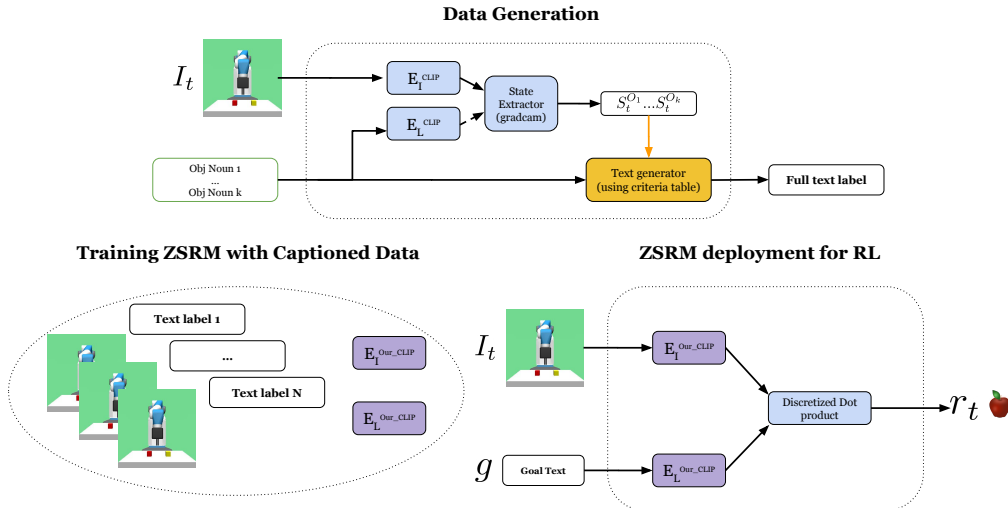 Data Generation
I_t
E_I^CLIP
E_L^CLIP
State
Extractor
(gradcam)
S_t^{O_1}...S_t^{O_k}
Obj Noun 1
...
Obj Noun k
Text generator
(using criteria table)
Full text label
Training ZSRM with Captioned Data
Text label 1
...
Text label N
E_I^Our_CLIP
E_L^Our_CLIP
ZSRM deployment for RL
I_t
E_I^Our_CLIP
Discretized Dot
product
r_t
g
Goal Text
E_L^Our_CLIP